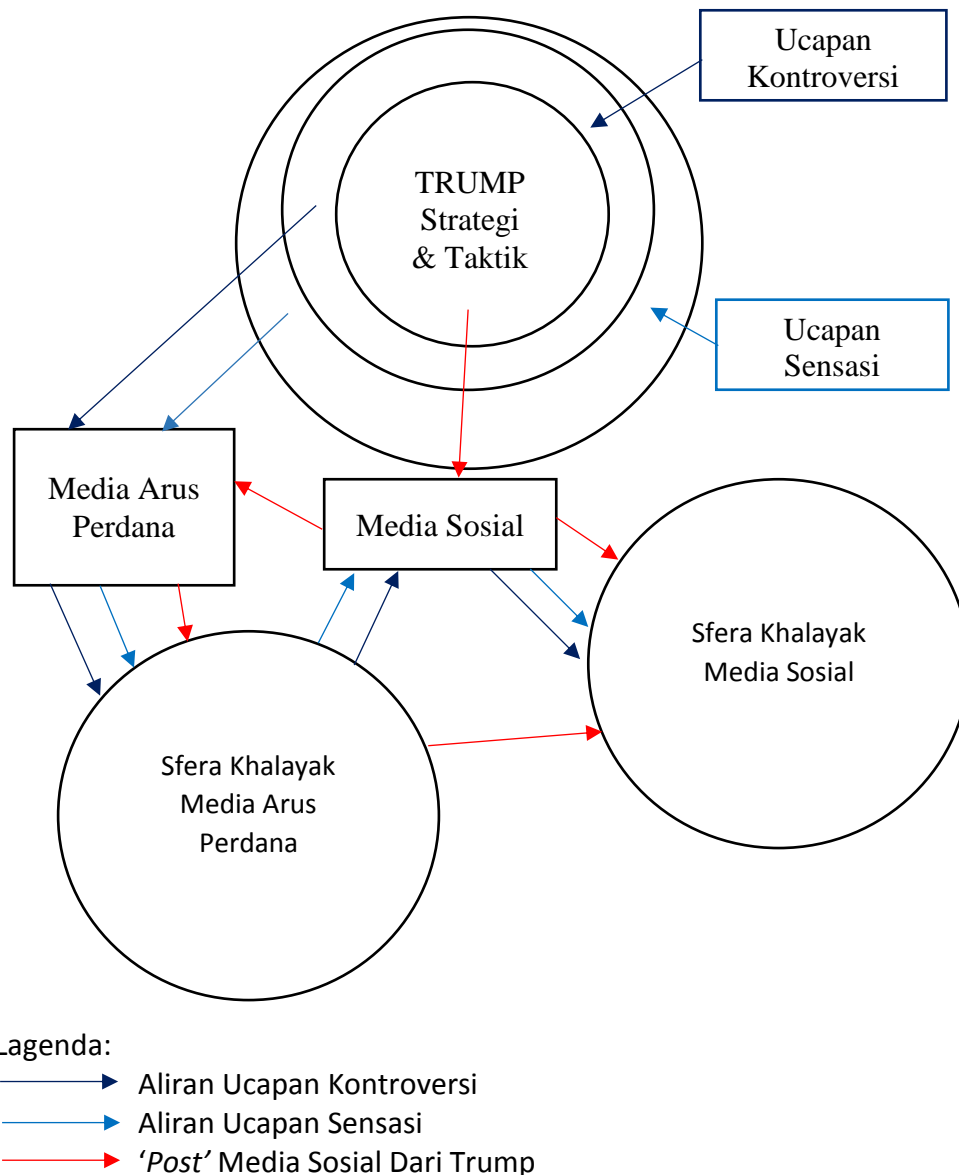 Ucapan
Kontroversi
TRUMP
Strategi
& Taktik
Ucapan
Sensasi
Media Arus
Perdana
Media Sosial
Sfera Khalayak
Media Sosial
Sfera Khalayak
Media Arus
Perdana
Lagenda:
Aliran Ucapan Kontroversi
Aliran Ucapan Sensasi
‘Post’ Media Sosial Dari Trump